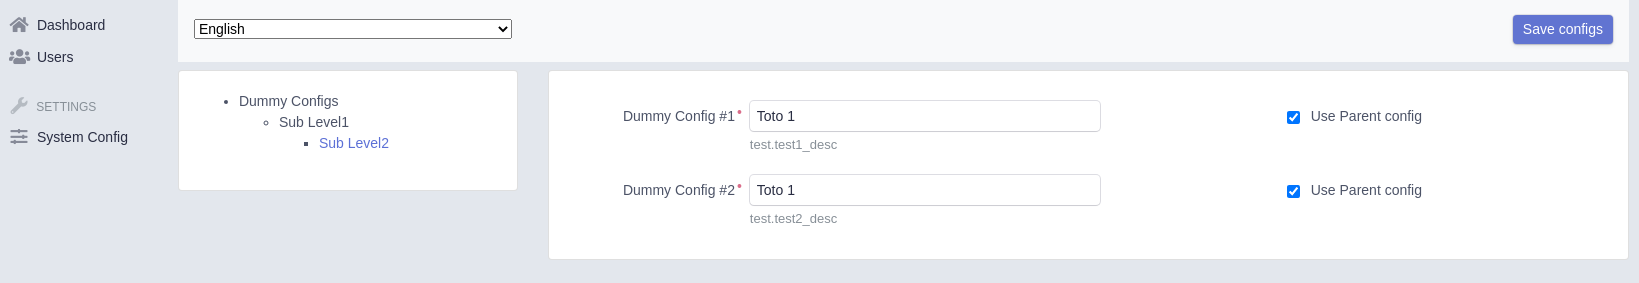 Dashboard
Users
SETTINGS
System Config
English
Save configs
Dummy Configs
Sub Level1
Sub Level2
Dummy Config #1
Toto 1
Use Parent config
test.test1_desc
Dummy Config #2
Toto 1
Use Parent config
test.test2_desc